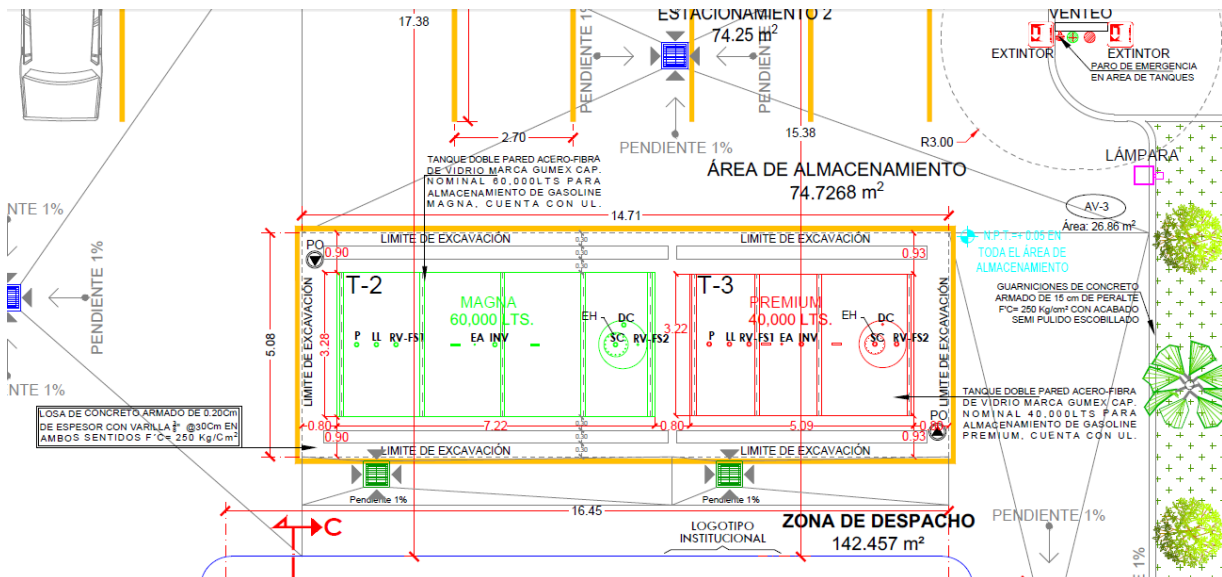 17.38
PENDIENTE 1%
ESTACIONAMIENTO 2
74.25 m²
PENDIENTE 1%
PENDIENTE 1%
VENTEO
EXTINTOR
EXTINTOR
PARO DE EMERGENCIA
EN AREA DE TANQUES
2.70
15.38
R3.00
LÁMPARA
TANQUE DOBLE PARED ACERO-FIBRA
DE VIDRIO MARCA GUMEX CAP.
NOMINAL 60,000LTS PARA
ALMACENAMIENTO DE GASOLINE
MAGNA, CUENTA CON UL.
ÁREA DE ALMACENAMIENTO
74.7268 m²
NTE 1%
PENDIENTE 1%
NTE 1%
14.71
AV-3
Área: 26.86 m²
PO
LIMITE DE EXCAVACIÓN
0.30
LIMITE DE EXCAVACIÓN
N.P.T.=+ 0.05 EN
TODA EL ÁREA DE
ALMACENAMIENTO
0.90
0.93
GUARNICIONES DE CONCRETO
ARMADO DE 15 cm DE PERALTE
F'C= 250 Kg/cm² CON ACABADO
SEMI PULIDO ESCOBILLADO
5.08
LIMITE DE EXCAVACIÓN
3.28
T-2
MAGNA
60,000 LTS.
EH
DC
P LL RV-FS1 EA INV SC RV-FS2
3.22
T-3
PREMIUM
40,000 LTS.
EH
DC
P LL RV-FS1 EA INV SC RV-FS2
LIMITE DE EXCAVACIÓN
TANQUE DOBLE PARED ACERO-FIBRA
DE VIDRIO MARCA GUMEX CAP.
NOMINAL 40,000LTS PARA
ALMACENAMIENTO DE GASOLINE
PREMIUM, CUENTA CON UL.
LOSA DE CONCRETO ARMADO DE 0.20Cm
DE ESPESOR CON VARILLA @30Cm EN
AMBOS SENTIDOS F'C= 250 Kg/Cm²
0.80
7.22
0.80
5.09
0.80
PO
0.90
0.30
0.93
LIMITE DE EXCAVACIÓN
LIMITE DE EXCAVACIÓN
Pendiente 1%
Pendiente 1%
16.45
C
LOGOTIPO
INSTITUCIONAL
ZONA DE DESPACHO
142.457 m²
PENDIENTE 1%
E 1%